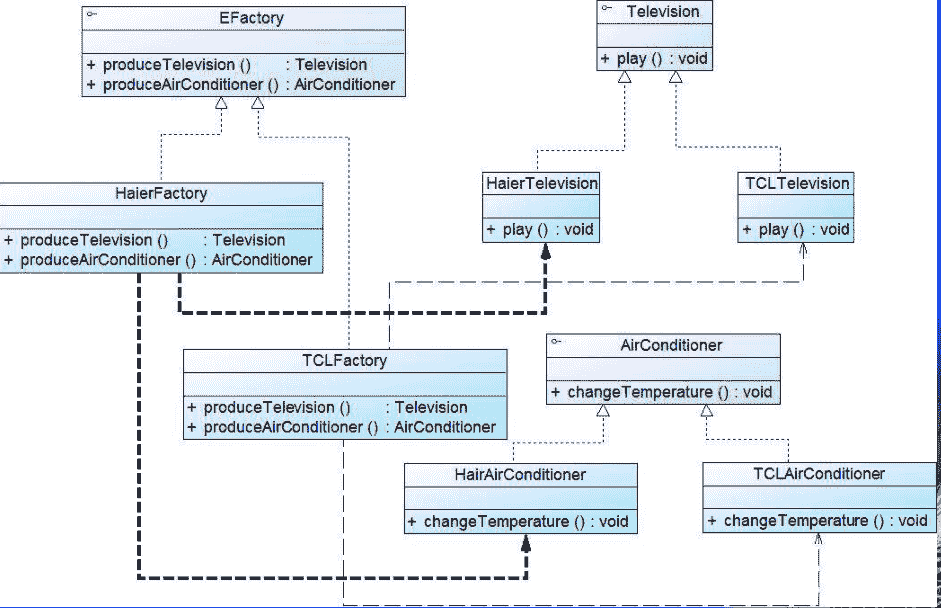 EFactory
+ produceTelevision () : Television
+ produceAirConditioner () : AirConditioner
Television
+ play () : void
HaierFactory
+ produceTelevision () : Television
+ produceAirConditioner () : AirConditioner
HaierTelevision
+ play () : void
TCLTelevision
+ play () : void
TCLFactory
+ produceTelevision () : Television
+ produceAirConditioner () : AirConditioner
AirConditioner
+ changeTemperature () : void
HairAirConditioner
+ changeTemperature () : void
TCLAirConditioner
+ changeTemperature () : void